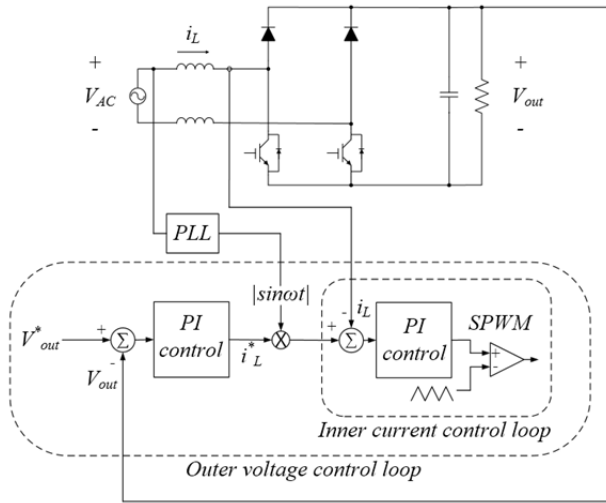 i_L
+
V_AC
-
+
V_out
-
PLL
|sinωt|
V*_out
+
Σ
-
V_out
PI
control
i*_L
X
+
-
i_L
Σ
PI
control
SPWM
+
-
Inner current control loop
Outer voltage control loop